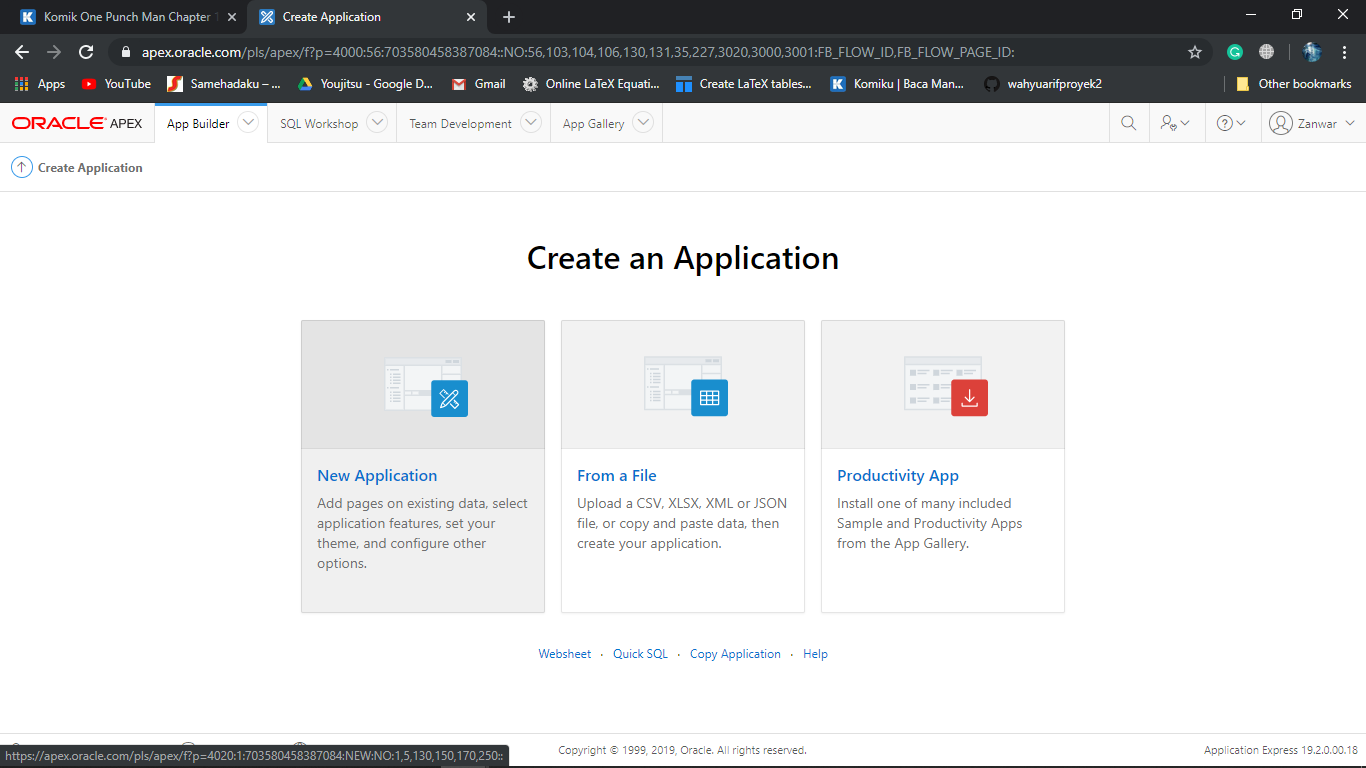 Komik One Punch Man Chapter 1
Create Application
apex.oracle.com/pls/apex/f?p=4000:56:703580458387084::NO:56,103,104,106,130,131,35,227,3020,3000,3001:FB_FLOW_ID,FB_FLOW_PAGE_ID:
Apps
YouTube
Samehadaku – ...
Youjitsu - Google D...
Gmail
Online LaTeX Equati...
Create LaTeX tables...
Komiku | Baca Man...
wahyuarifproyek2
Other bookmarks
ORACLE APEX
App Builder
SQL Workshop
Team Development
App Gallery
Zanwar
Create Application
Create an Application
New Application
Add pages on existing data, select
application features, set your
theme, and configure other
options.
From a File
Upload a CSV, XLSX, XML or JSON
file, or copy and paste data, then
create your application.
Productivity App
Install one of many included
Sample and Productivity Apps
from the App Gallery.
Websheet · Quick SQL · Copy Application · Help
https://apex.oracle.com/pls/apex/f?p=4020:1:703580458387084:NEW:NO:1,5,130,150,170,250::
Copyright © 1999, 2019, Oracle. All rights reserved.
Application Express 19.2.0.00.18